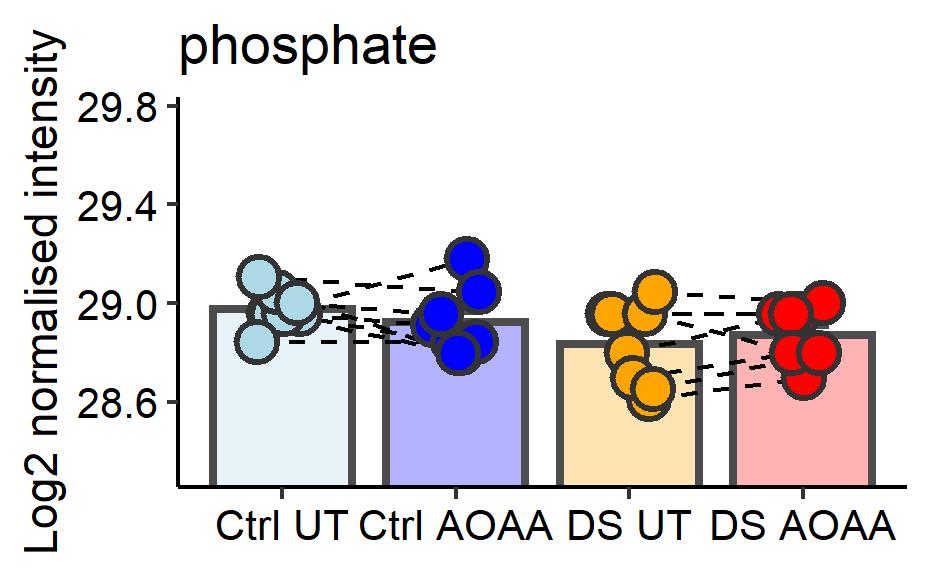 phosphate
Log2 normalised intensity
29.8
29.4
29.0
28.6
Ctrl UT Ctrl AOAA DS UT DS AOAA